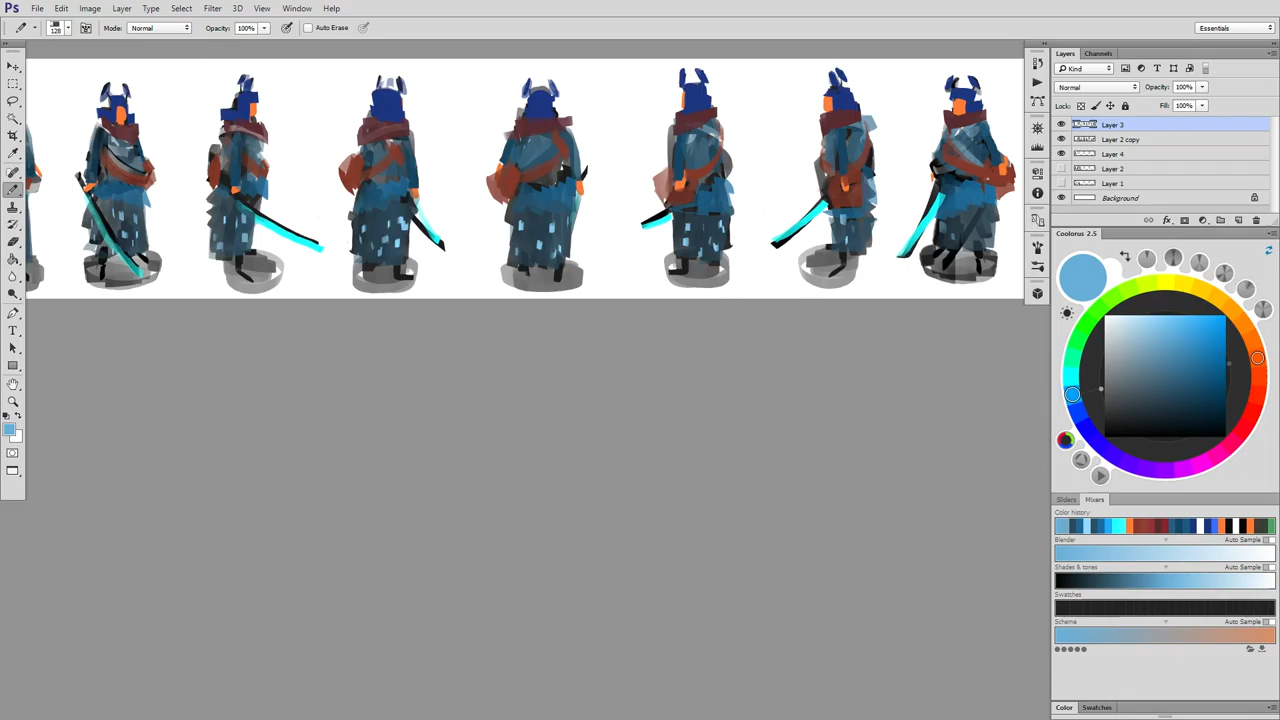 Ps File Edit Image Layer Type Select Filter 3D View Window Help
128 Mode: Normal Opacity: 100% Auto Erase Essentials
Layers Channels
Kind
Normal Opacity: 100%
Lock: Fill: 100%
Layer 3
Layer 2 copy
Layer 4
Layer 2
Layer 1
Background
fx
Coolorus 2.5
Sliders Mixers
Color history
Blender Auto Sample
Shades & tones Auto Sample
Swatches
Scheme Auto Sample
Color Swatches